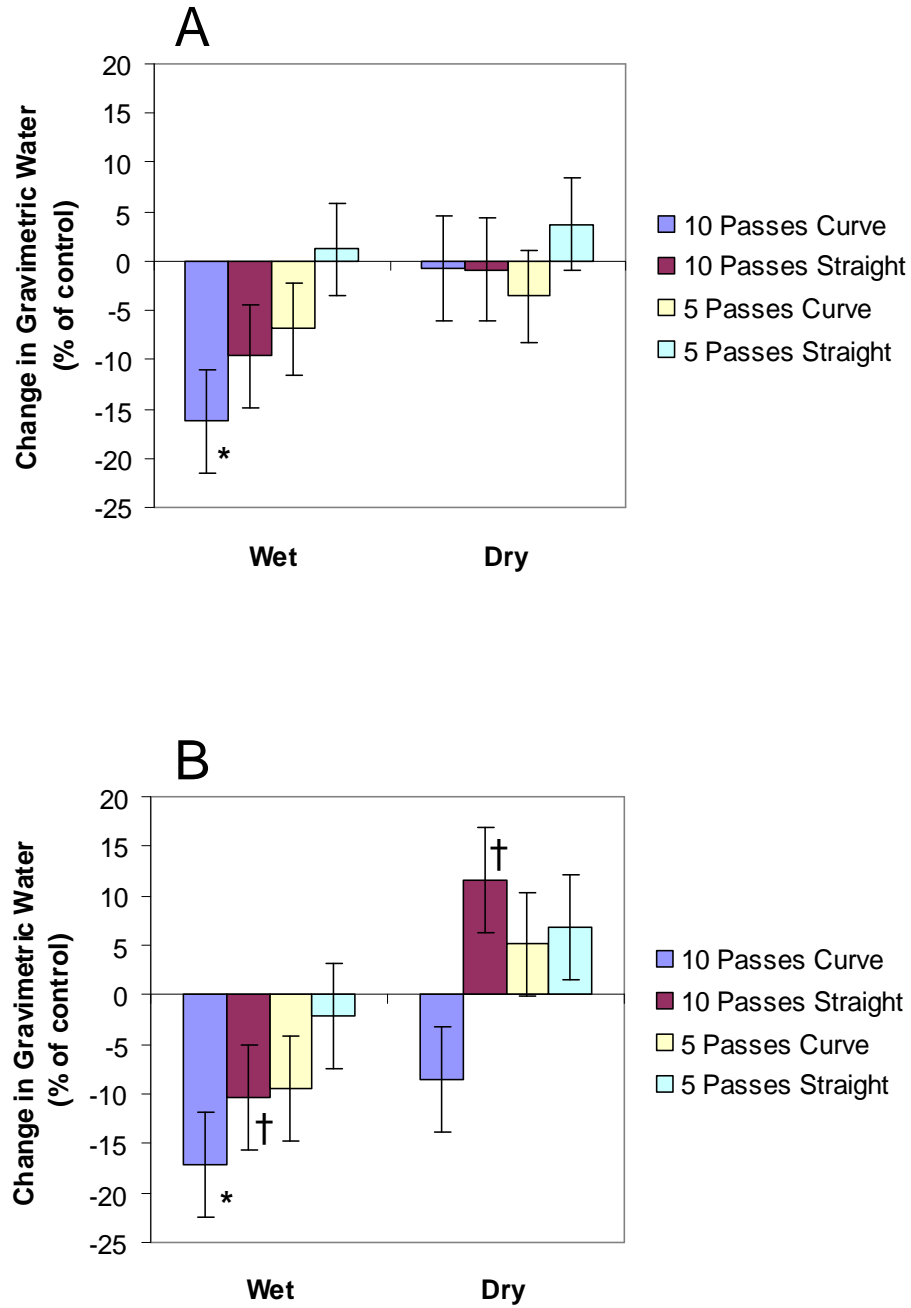 A
Change in Gravimetric Water
(% of control)
20
15
10
5
0
-5
-10
-15
-20
-25
*
Wet
Dry
10 Passes Curve
10 Passes Straight
5 Passes Curve
5 Passes Straight
B
Change in Gravimetric Water
(% of control)
20
15
10
5
0
-5
-10
-15
-20
-25
†
†
*
Wet
Dry
10 Passes Curve
10 Passes Straight
5 Passes Curve
5 Passes Straight